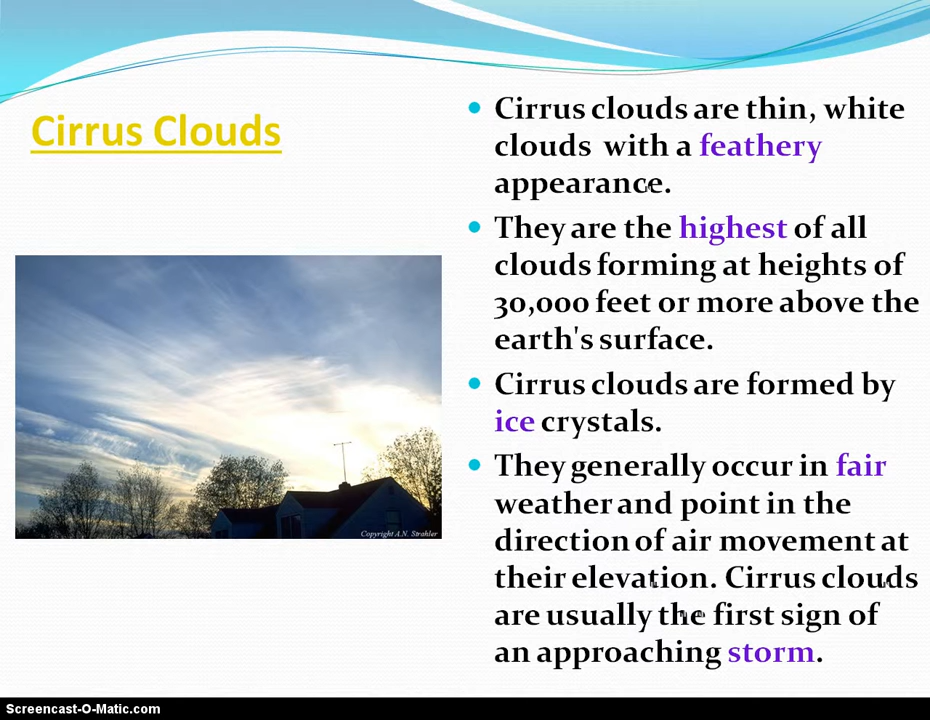 Cirrus Clouds
Cirrus clouds are thin, white
clouds with a feathery
appearance.
They are the highest of all
clouds forming at heights of
30,000 feet or more above the
earth's surface.
Cirrus clouds are formed by
ice crystals.
They generally occur in fair
weather and point in the
direction of air movement at
their elevation. Cirrus clouds
are usually the first sign of
an approaching storm.
Copyright A.N. Strahler
Screencast-O-Matic.com